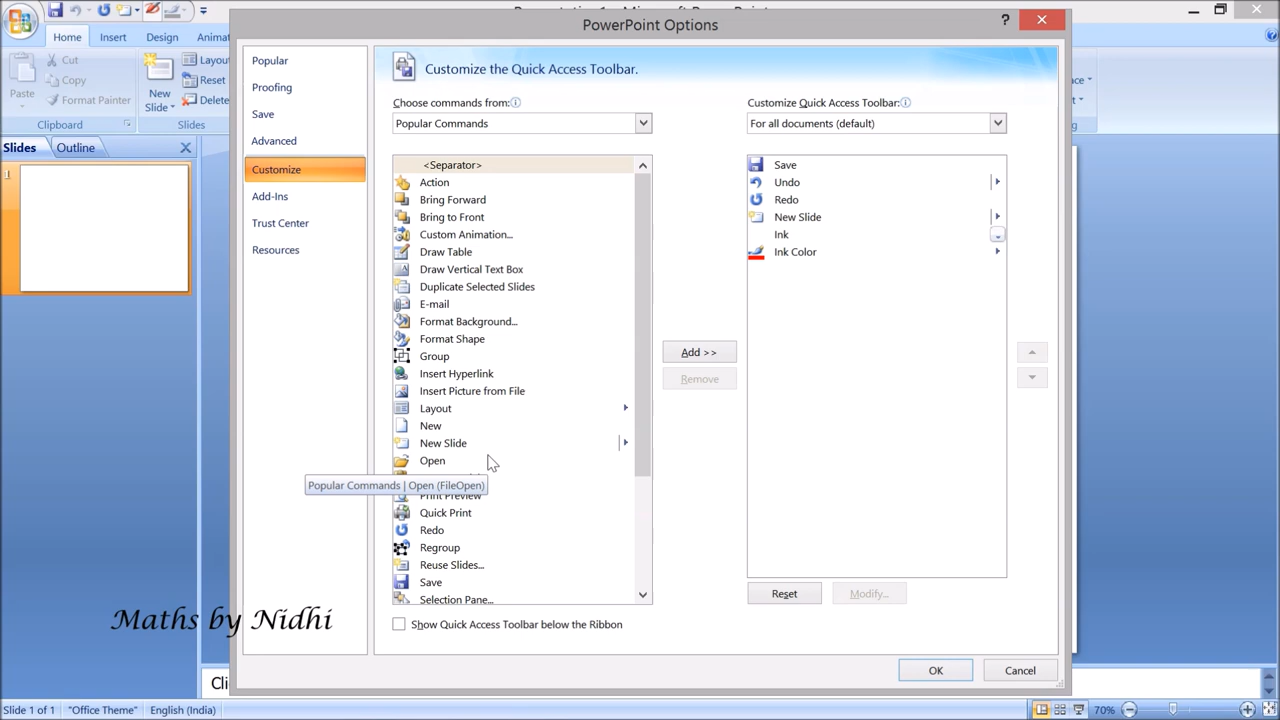 PowerPoint Options
Home Insert Design
Cut
Copy
Format Painter
Paste
Clipboard
New Slide
Reset
Slides
Slides Outline
1
Popular
Proofing
Save
Advanced
Customize
Add-Ins
Trust Center
Resources
Customize the Quick Access Toolbar.
Choose commands from:
Popular Commands
<Separator>
Action
Bring Forward
Bring to Front
Custom Animation...
Draw Table
Draw Vertical Text Box
Duplicate Selected Slides
E-mail
Format Background...
Format Shape
Group
Insert Hyperlink
Insert Picture from File
Layout
New
New Slide
Open
Popular Commands | Open (FileOpen)
Print Preview
Quick Print
Redo
Regroup
Reuse Slides...
Save
Selection Pane...
Show Quick Access Toolbar below the Ribbon
Add >>
Remove
Customize Quick Access Toolbar:
For all documents (default)
Save
Undo
Redo
New Slide
Ink
Ink Color
Reset
Modify...
OK
Cancel
Maths by Nidhi
Slide 1 of 1
"Office Theme"
English (India)
70%